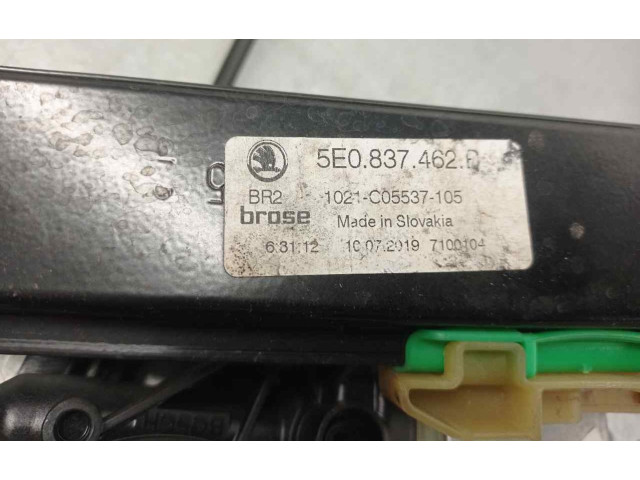 5E0.837.462.
BR2 1021-C05537-105
brose Made in Slovakia
6:31:12 10.07.2019 7100104